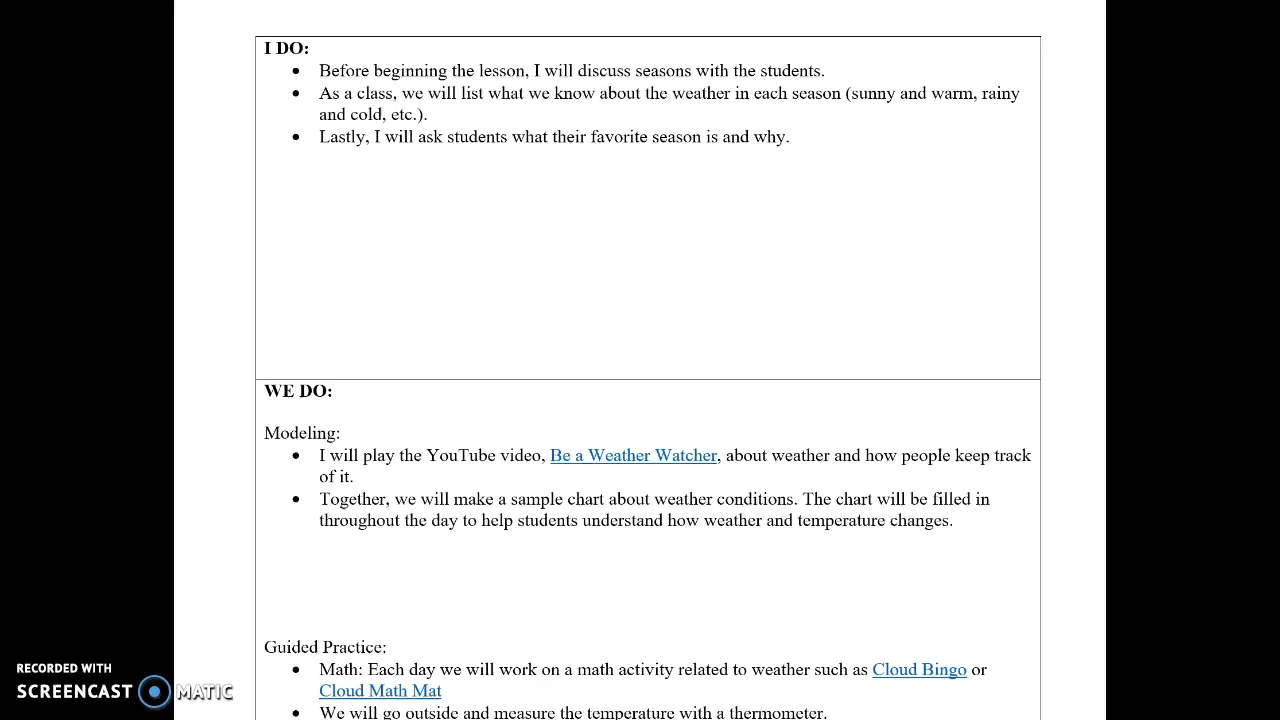 I DO:
• Before beginning the lesson, I will discuss seasons with the students.
• As a class, we will list what we know about the weather in each season (sunny and warm, rainy
and cold, etc.).
• Lastly, I will ask students what their favorite season is and why.
WE DO:
Modeling:
• I will play the YouTube video, Be a Weather Watcher, about weather and how people keep track
of it.
• Together, we will make a sample chart about weather conditions. The chart will be filled in
throughout the day to help students understand how weather and temperature changes.
Guided Practice:
• Math: Each day we will work on a math activity related to weather such as Cloud Bingo or
Cloud Math Mat
• We will go outside and measure the temperature with a thermometer.
RECORDED WITH
SCREENCAST MATIC